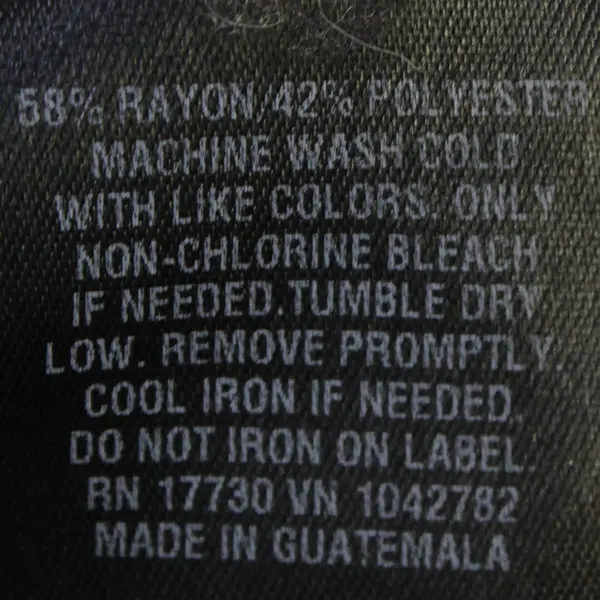 58% RAYON/42% POLYESTER
MACHINE WASH COLD
WITH LIKE COLORS. ONLY
NON-CHLORINE BLEACH
IF NEEDED.TUMBLE DRY
LOW. REMOVE PROMPTLY.
COOL IRON IF NEEDED.
DO NOT IRON ON LABEL.
RN 17730 VN 1042782
MADE IN GUATEMALA